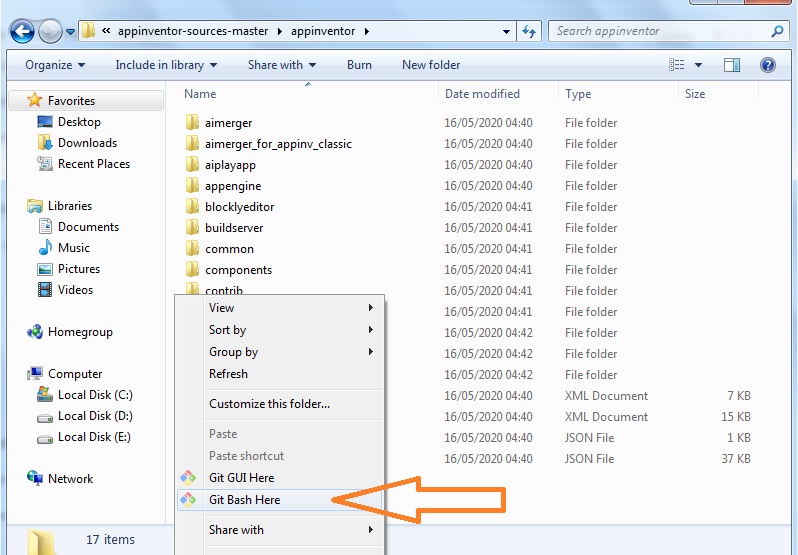 « appinventor-sources-master ▸ appinventor ▸
Search appinventor
Organize Include in library Share with Burn New folder
Name Date modified Type Size
Favorites
Desktop
Downloads
Recent Places
Libraries
Documents
Music
Pictures
Videos
Homegroup
Computer
Local Disk (C:)
Local Disk (D:)
Local Disk (E:)
Network
aimerger 16/05/2020 04:40 File folder
aimerger_for_appinv_classic 16/05/2020 04:40 File folder
aiplayapp 16/05/2020 04:40 File folder
appengine 16/05/2020 04:40 File folder
blocklyeditor 16/05/2020 04:41 File folder
buildserver 16/05/2020 04:41 File folder
common 16/05/2020 04:41 File folder
components 16/05/2020 04:41 File folder
contrib 16/05/2020 04:41 File folder
16/05/2020 04:41 File folder
16/05/2020 04:42 File folder
16/05/2020 04:42 File folder
16/05/2020 04:42 File folder
16/05/2020 04:40 XML Document 7 KB
16/05/2020 04:40 XML Document 15 KB
16/05/2020 04:40 JSON File 1 KB
16/05/2020 04:40 JSON File 37 KB
View
Sort by
Group by
Refresh
Customize this folder...
Paste
Paste shortcut
Git GUI Here
Git Bash Here
Share with
17 items